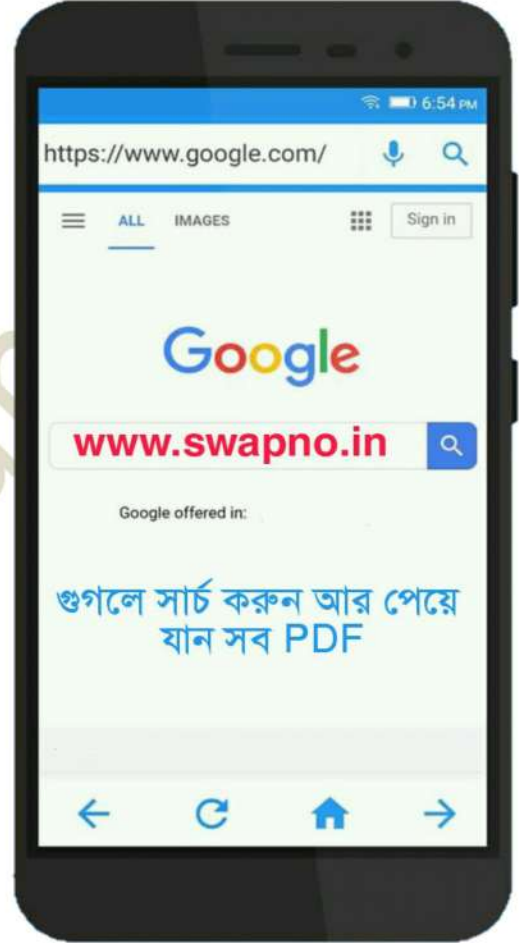 6:54 PM
https://www.google.com/
ALL IMAGES Sign in
Google
www.swapno.in
Google offered in:
গুগলে সার্চ করুন আর পেয়ে
যান সব PDF